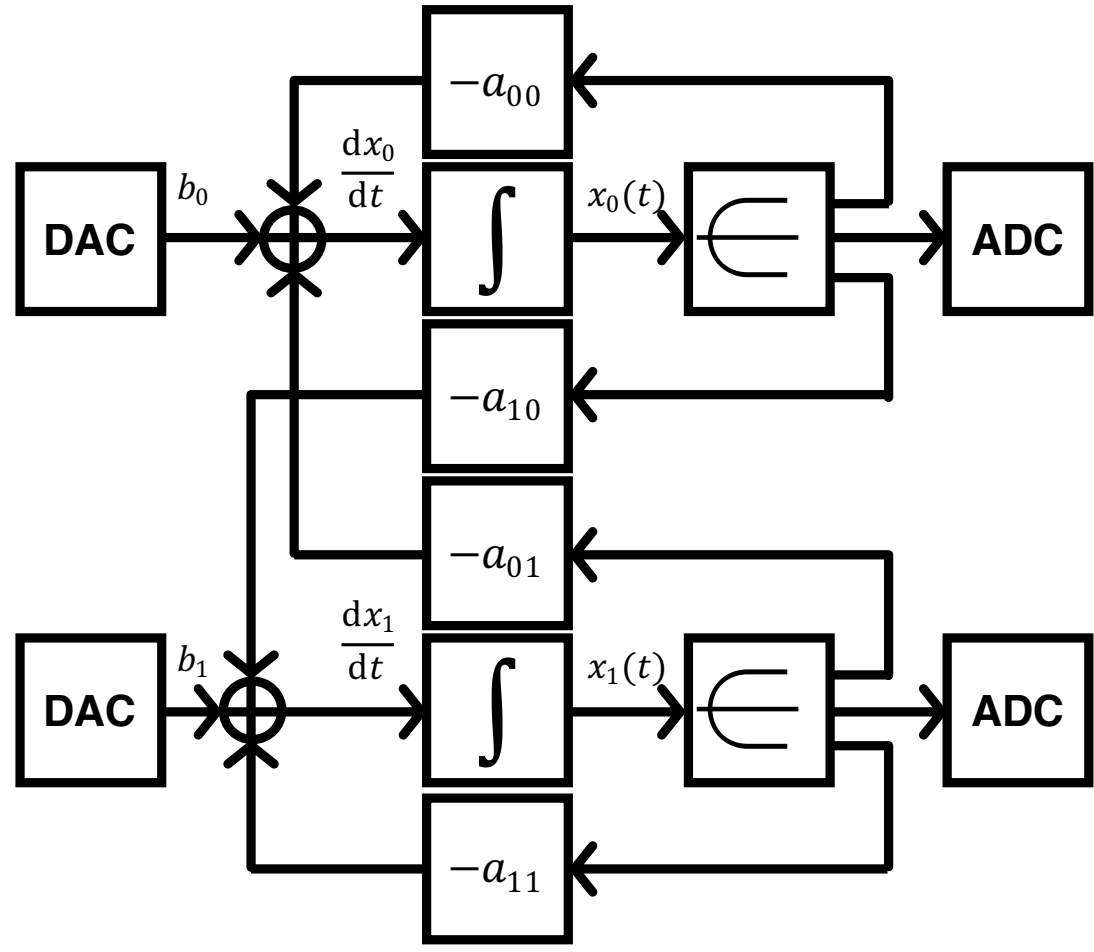 −a₀₀
dx₀
dt
b₀
x₀(t)
DAC
∫
ADC
−a₁₀
−a₀₁
dx₁
dt
b₁
x₁(t)
DAC
∫
ADC
−a₁₁